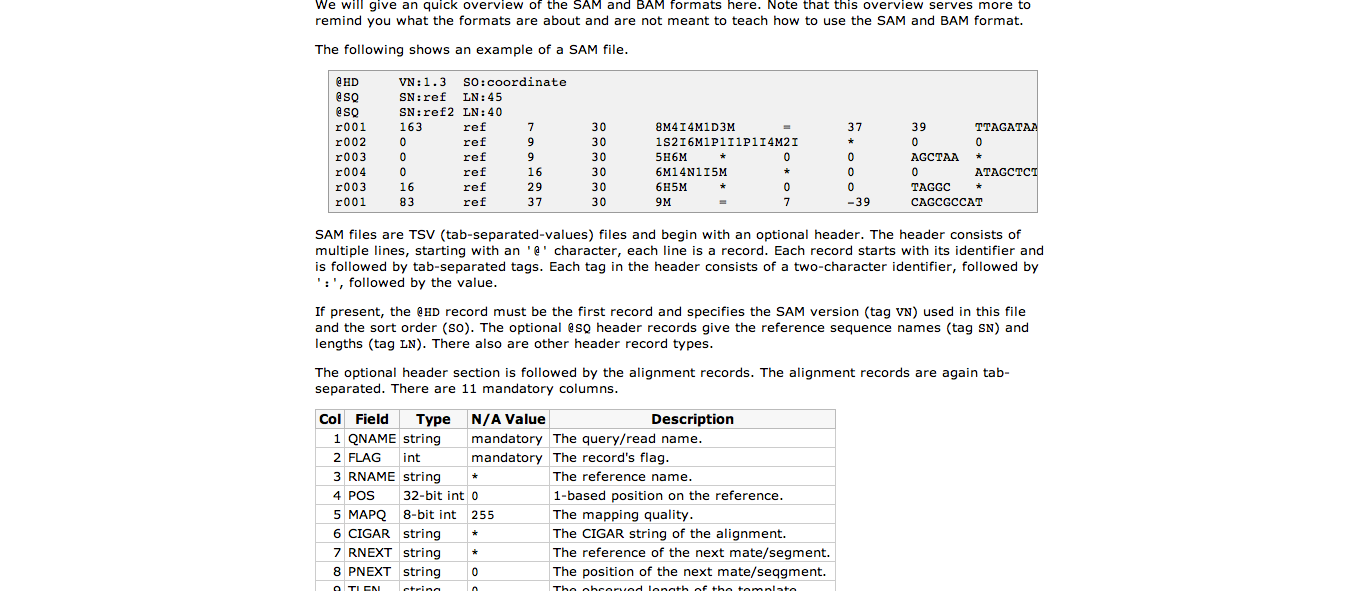 We will give an quick overview of the SAM and BAM formats here. Note that this overview serves more to
remind you what the formats are about and are not meant to teach how to use the SAM and BAM format.
The following shows an example of a SAM file.
@HD VN:1.3 SO:coordinate
@SQ SN:ref LN:45
@SQ SN:ref2 LN:40
r001 163 ref 7 30 8M4I4M1D3M = 37 39 TTAGATAA
r002 0 ref 9 30 1S2I6M1P1I1P1I4M2I * 0 0
r003 0 ref 9 30 5H6M * 0 0 AGCTAA *
r004 0 ref 16 30 6M14N1I5M * 0 0 ATAGCTCT
r003 16 ref 29 30 6H5M * 0 0 TAGGC *
r001 83 ref 37 30 9M = 7 -39 CAGCGCCAT
SAM files are TSV (tab-separated-values) files and begin with an optional header. The header consists of
multiple lines, starting with an '@' character, each line is a record. Each record starts with its identifier and
is followed by tab-separated tags. Each tag in the header consists of a two-character identifier, followed by
':', followed by the value.
If present, the @HD record must be the first record and specifies the SAM version (tag VN) used in this file
and the sort order (SO). The optional @SQ header records give the reference sequence names (tag SN) and
lengths (tag LN). There also are other header record types.
The optional header section is followed by the alignment records. The alignment records are again tab-
separated. There are 11 mandatory columns.
Col Field Type N/A Value Description
1 QNAME string mandatory The query/read name.
2 FLAG int mandatory The record's flag.
3 RNAME string * The reference name.
4 POS 32-bit int 0 1-based position on the reference.
5 MAPQ 8-bit int 255 The mapping quality.
6 CIGAR string * The CIGAR string of the alignment.
7 RNEXT string * The reference of the next mate/segment.
8 PNEXT string 0 The position of the next mate/seqgment.
9 TLEN string 0 The observed length of the template